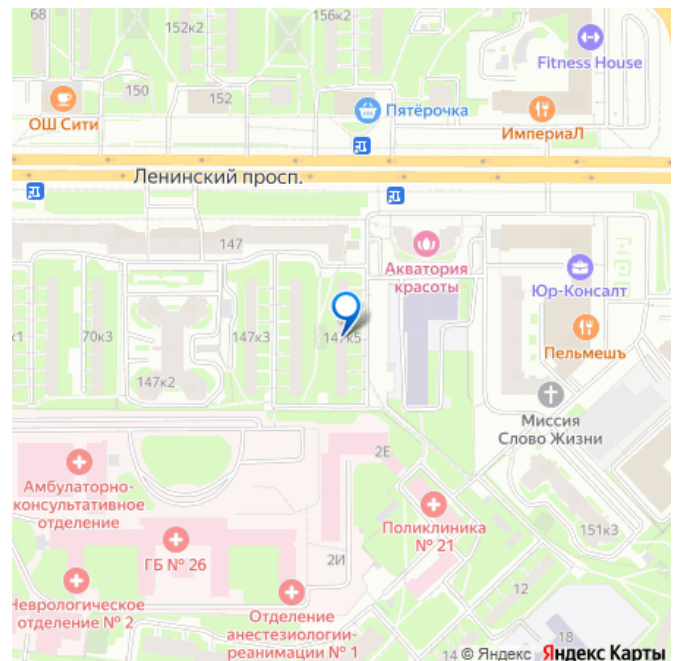 68
152к2
156к2
Fitness House
150
152
ОШ Сити
Пятёрочка
ИмпериаЛ
Ленинский просп.
147
Акватория
красоты
Юр-Консалт
к1
70к3
147к3
147к5
Пельмешъ
147к2
Миссия
Слово Жизни
2Е
Амбулаторно-
консультативное
отделение
Поликлиника
№ 21
151к3
ГБ № 26
2И
Неврологическое
отделение № 2
12
Отделение
анестезиологии-
реанимации № 1
14
18
© Яндекс Яндекс Карты